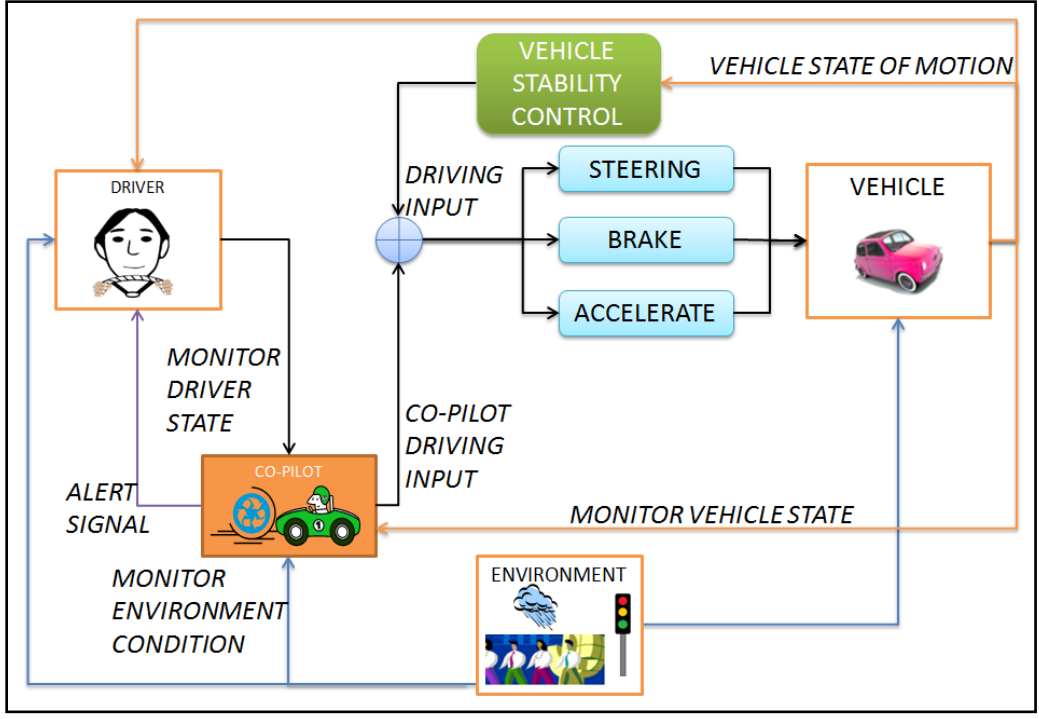 VEHICLE
STABILITY
CONTROL
VEHICLE STATE OF MOTION
DRIVER
DRIVING
INPUT
STEERING
BRAKE
ACCELERATE
VEHICLE
MONITOR
DRIVER
STATE
CO-PILOT
DRIVING
INPUT
CO-PILOT
1
ALERT
SIGNAL
MONITOR VEHICLE STATE
MONITOR
ENVIRONMENT
CONDITION
ENVIRONMENT